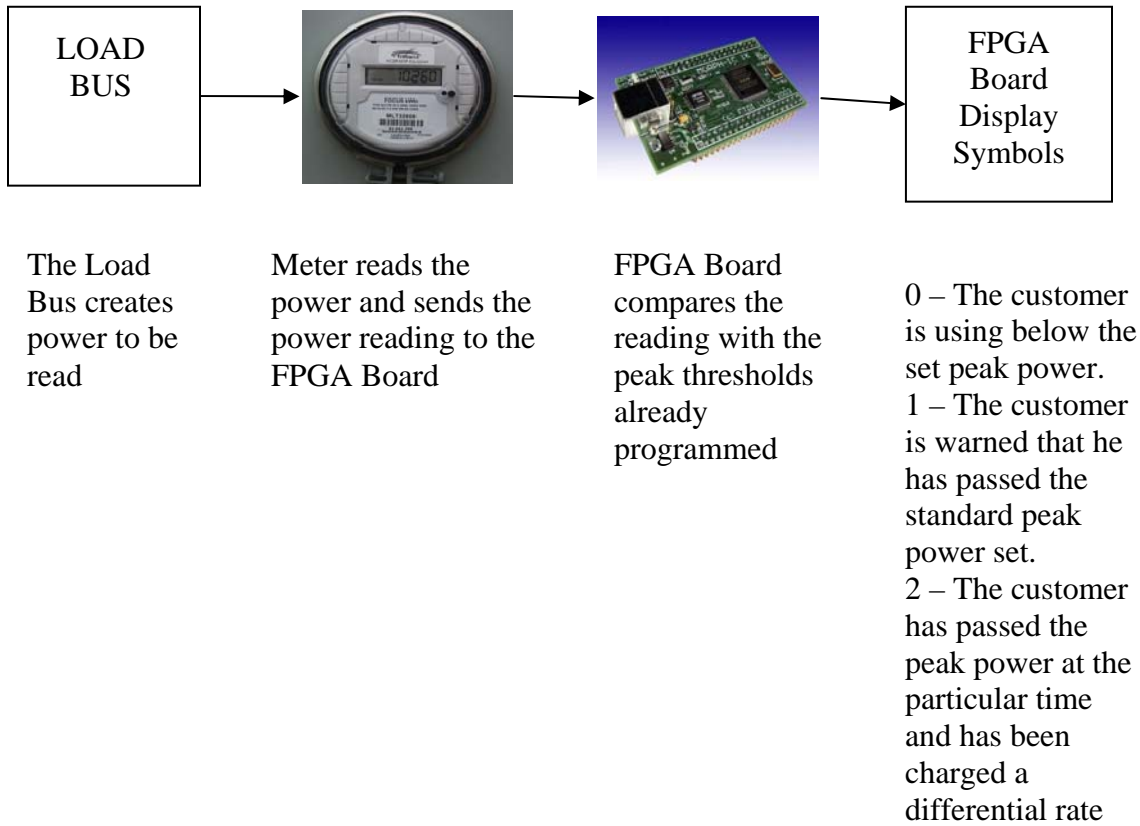 LOAD
BUS
10260
FOCUS
MORPH-IC
FPGA
Board
Display
Symbols
The Load
Bus creates
power to be
read
Meter reads the
power and sends the
power reading to the
FPGA Board
FPGA Board
compares the
reading with the
peak thresholds
already
programmed
0 – The customer
is using below the
set peak power.
1 – The customer
is warned that he
has passed the
standard peak
power set.
2 – The customer
has passed the
peak power at the
particular time
and has been
charged a
differential rate